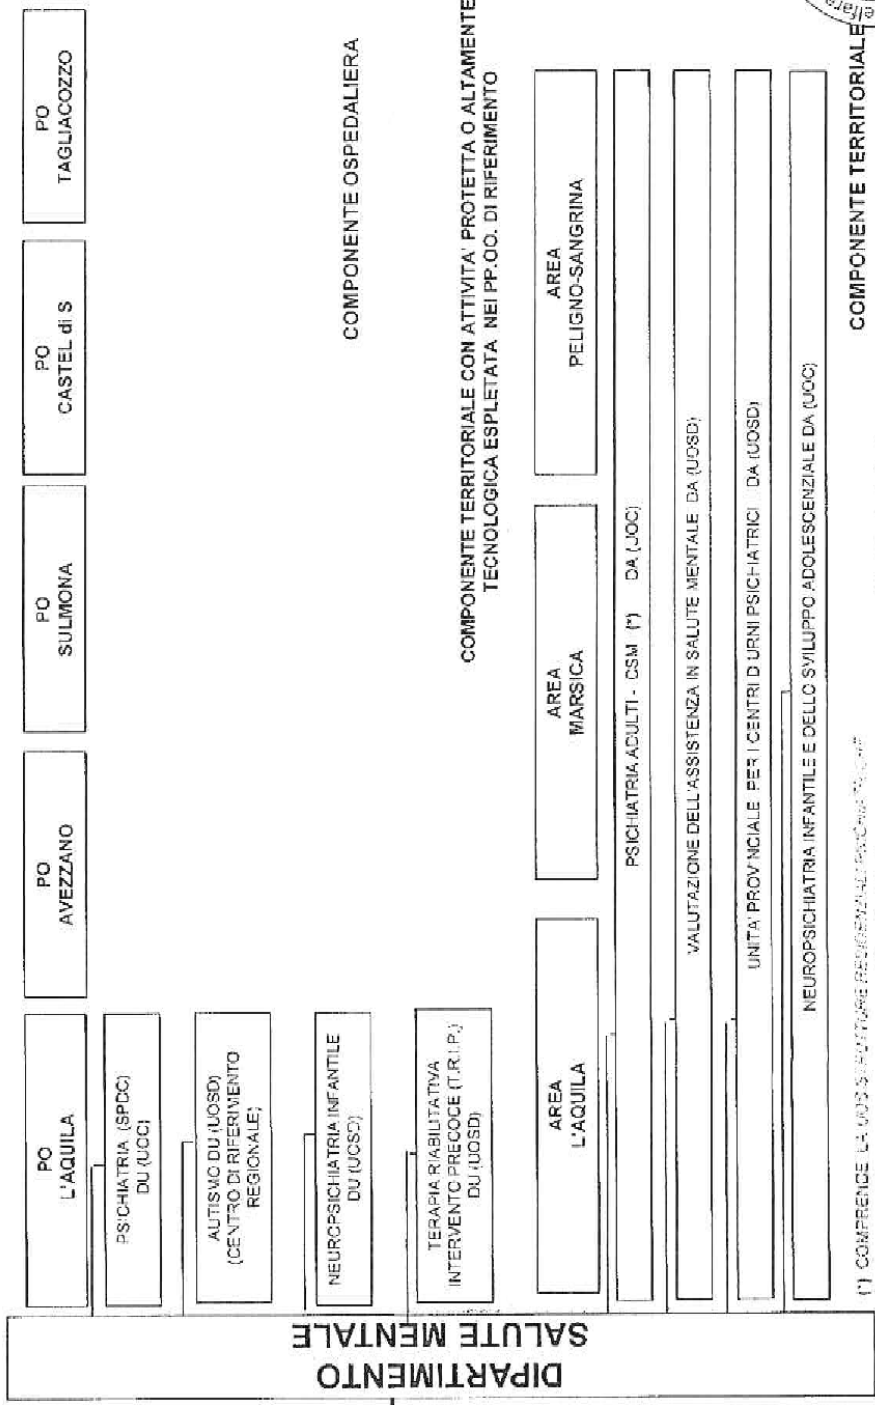 DIPARTIMENTO
SALUTE MENTALE
PO
L'AQUILA
PO
AVEZZANO
PO
SULMONA
PO
CASTEL di S
PO
TAGLIACOZZO
PSICHIATRIA (SPDC)
DU (UOC)
AUTISMO DU (UOSD)
(CENTRO DI RIFERIMENTO
REGIONALE)
NEUROPSICHIATRIA INFANTILE
DU (UOSD)
TERAPIA RIABILITATIVA
INTERVENTO PRECOCE (T.R.I.P.)
DU (UOSD)
COMPONENTE OSPEDALIERA
COMPONENTE TERRITORIALE CON ATTIVITA' PROTETTA O ALTAMENTE
TECNOLOGICA ESPLETATA NEI PP.OO. DI RIFERIMENTO
AREA
L'AQUILA
AREA
MARSICA
AREA
PELIGNO-SANGRINA
PSICHIATRIA ADULTI - CSM (*) DA (UOC)
VALUTAZIONE DELL'ASSISTENZA IN SALUTE MENTALE DA (UOSD)
UNITA' PROVINCIALE PER I CENTRI DIURNI PSICHIATRICI DA (UOSD)
NEUROPSICHIATRIA INFANTILE E DELLO SVILUPPO ADOLESCENZIALE DA (UOC)
COMPONENTE TERRITORIALE
(*) COMPRENDE LA UOS STRUTTURE
elfare